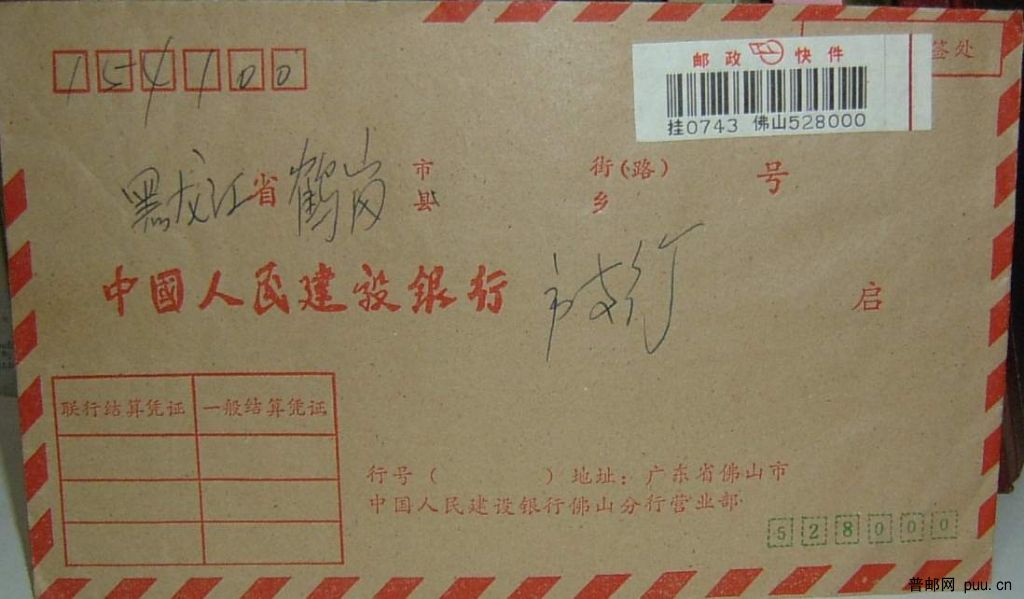 154100
邮政 快件
挂0743 佛山528000
签处
黑龙江省鹤岗 市 街(路) 号
县 乡
中國人民建设银行 市支行 启
联行结算凭证 一般结算凭证
行号( )地址:广东省佛山市
中国人民建设银行佛山分行营业部
528000
普邮网 puu.cn